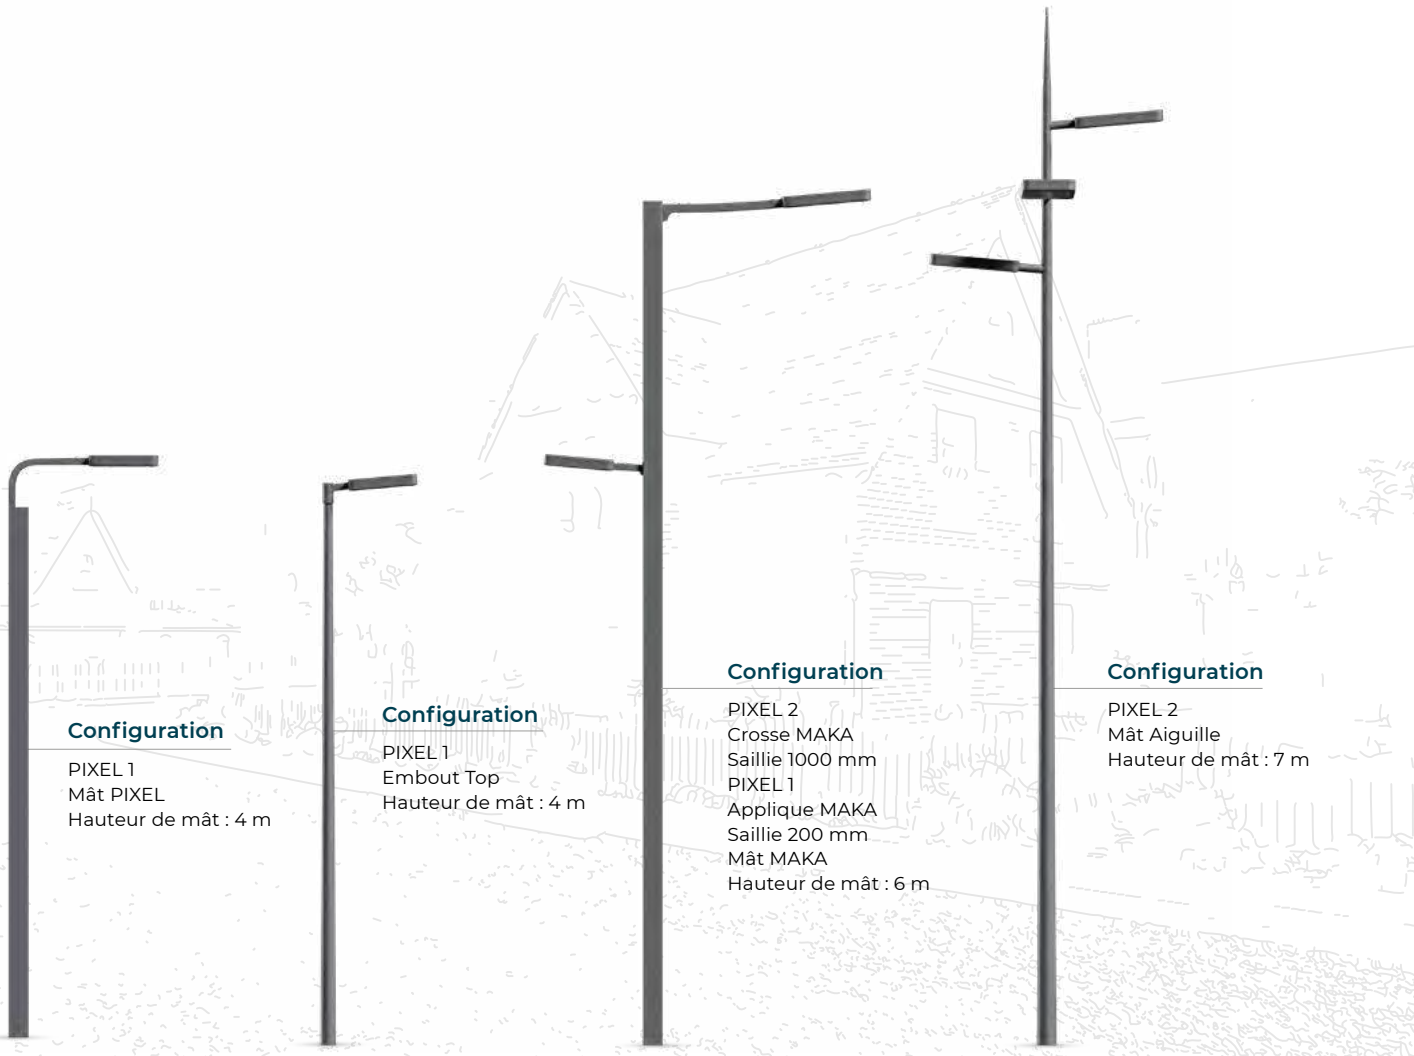 Configuration
PIXEL 1
Mât PIXEL
Hauteur de mât : 4 m
Configuration
PIXEL 1
Embout Top
Hauteur de mât : 4 m
Configuration
PIXEL 2
Crosse MAKA
Saillie 1000 mm
PIXEL 1
Applique MAKA
Saillie 200 mm
Mât MAKA
Hauteur de mât : 6 m
Configuration
PIXEL 2
Mât Aiguille
Hauteur de mât : 7 m